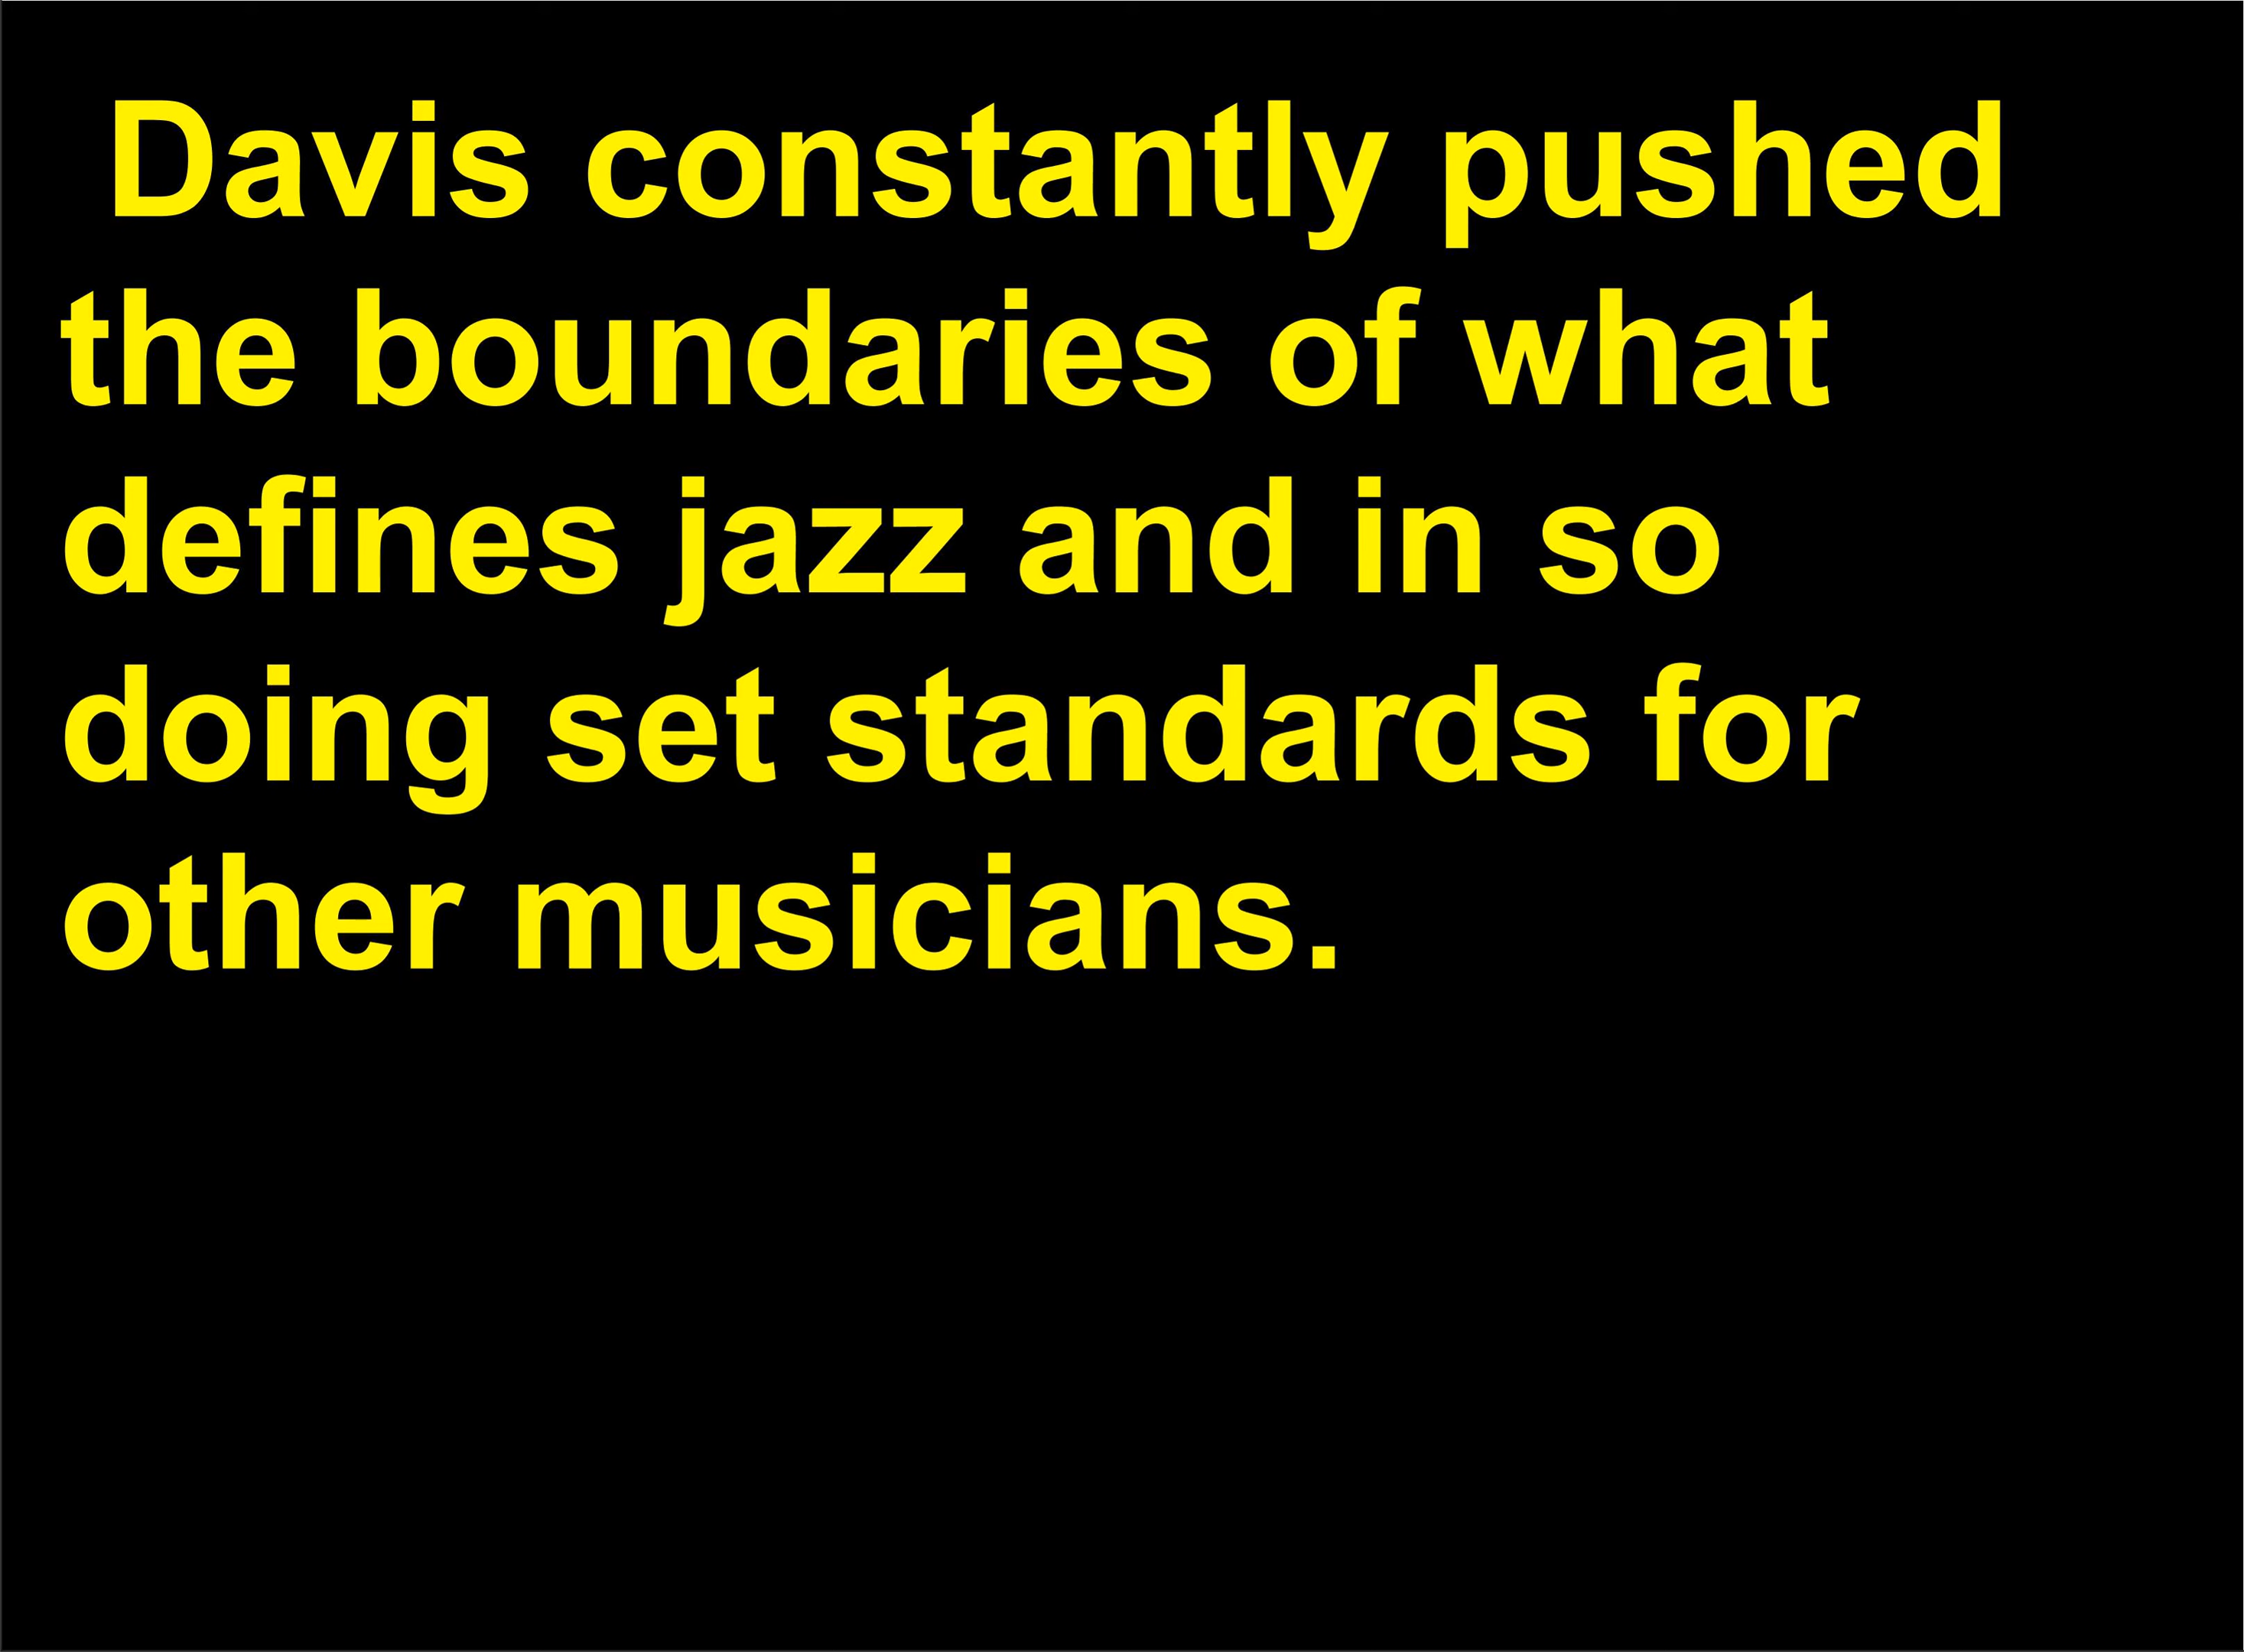 Davis constantly pushed
the boundaries of what
defines jazz and in so
doing set standards for
other musicians.